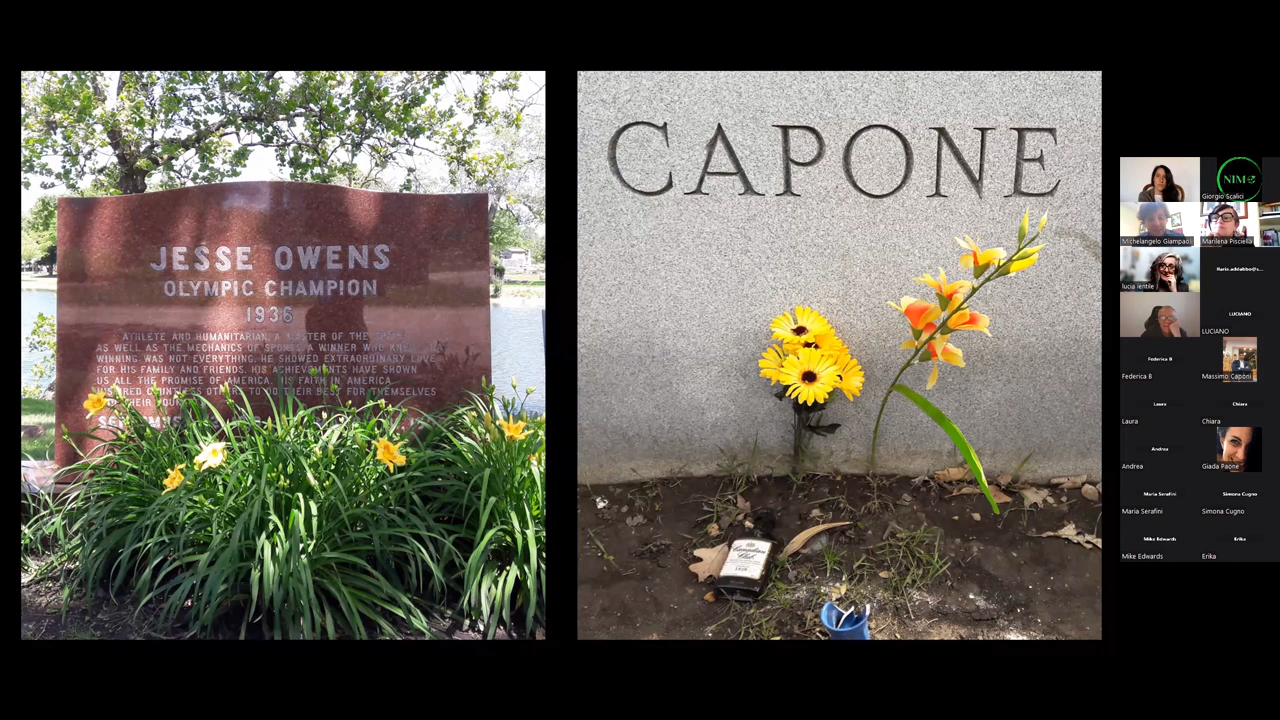 JESSE OWENS
OLYMPIC CHAMPION
1936
ATHLETE AND HUMANITARIAN, A MASTER OF THE
AS WELL AS THE MECHANICS OF SPORTS. A WINNER WHO
WINNING WAS NOT EVERYTHING. HE SHOWED EXTRAORDINARY LOVE
FOR HIS FAMILY AND FRIENDS. HIS ACHIEVEMENTS HAVE SHOWN
US ALL THE PROMISE OF AMERICA. HIS FAITH IN AMERICA
COUNTLESS OTHERS TO DO THEIR BEST FOR THEMSELVES
CAPONE
Canadian
Club
1858
NIM
Giorgio Scalici
Michelangelo Giampao...
Marilena Pisciella
lucia ientile
ilaris.addabbo@s...
LUCIANO
LUCIANO
Federica B
Federica B
Massimo Caponi
Laura
Laura
Chiara
Chiara
Andrea
Andrea
Giada Paone
Maria Serafini
Maria Serafini
Simona Cugno
Simona Cugno
Mike Edwards
Mike Edwards
Erika
Erika